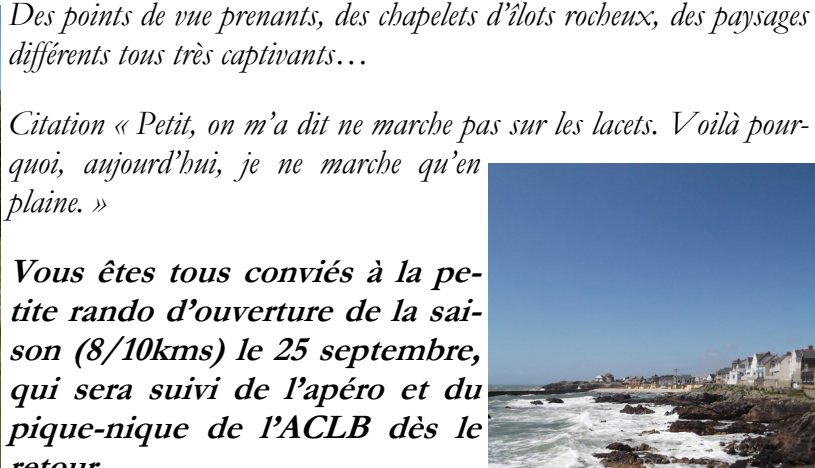 Des points de vue prenants, des chapelets d’îlots rocheux, des paysages
différents tous très captivants…
Citation « Petit, on m’a dit ne marche pas sur les lacets. Voilà pour-
quoi, aujourd’hui, je ne marche qu’en
plaine. »
Vous êtes tous conviés à la pe-
tite rando d’ouverture de la sai-
son (8/10kms) le 25 septembre,
qui sera suivi de l’apéro et du
pique-nique de l’ACLB dès le
retour